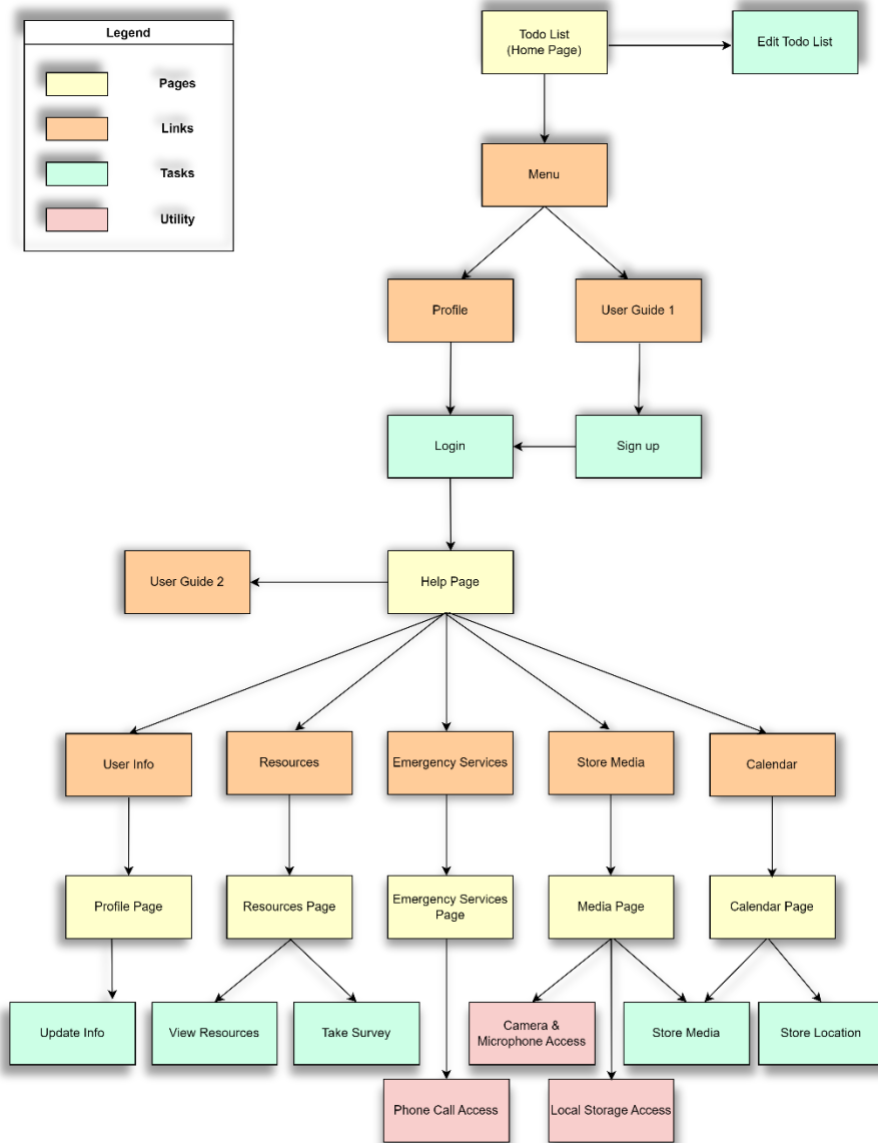 Legend
Pages
Links
Tasks
Utility
Todo List
(Home Page)
Edit Todo List
Menu
Profile
User Guide 1
Login
Sign up
User Guide 2
Help Page
User Info
Resources
Emergency Services
Store Media
Calendar
Profile Page
Resources Page
Emergency Services
Page
Media Page
Calendar Page
Update Info
View Resources
Take Survey
Camera &
Microphone Access
Store Media
Store Location
Phone Call Access
Local Storage Access